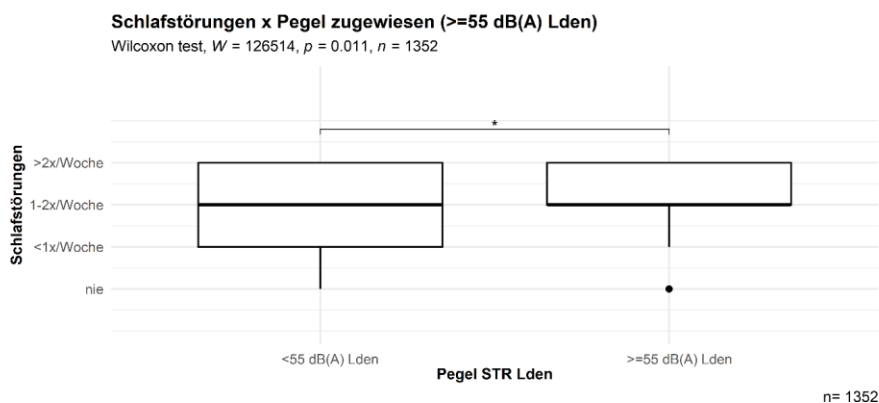 Schlafstörungen x Pegel zugewiesen (>=55 dB(A) Lden)
Wilcoxon test, W = 126514, p = 0.011, n = 1352
*
Schlafstörungen
>2x/Woche
1-2x/Woche
<1x/Woche
nie
<55 dB(A) Lden
>=55 dB(A) Lden
Pegel STR Lden
n= 1352